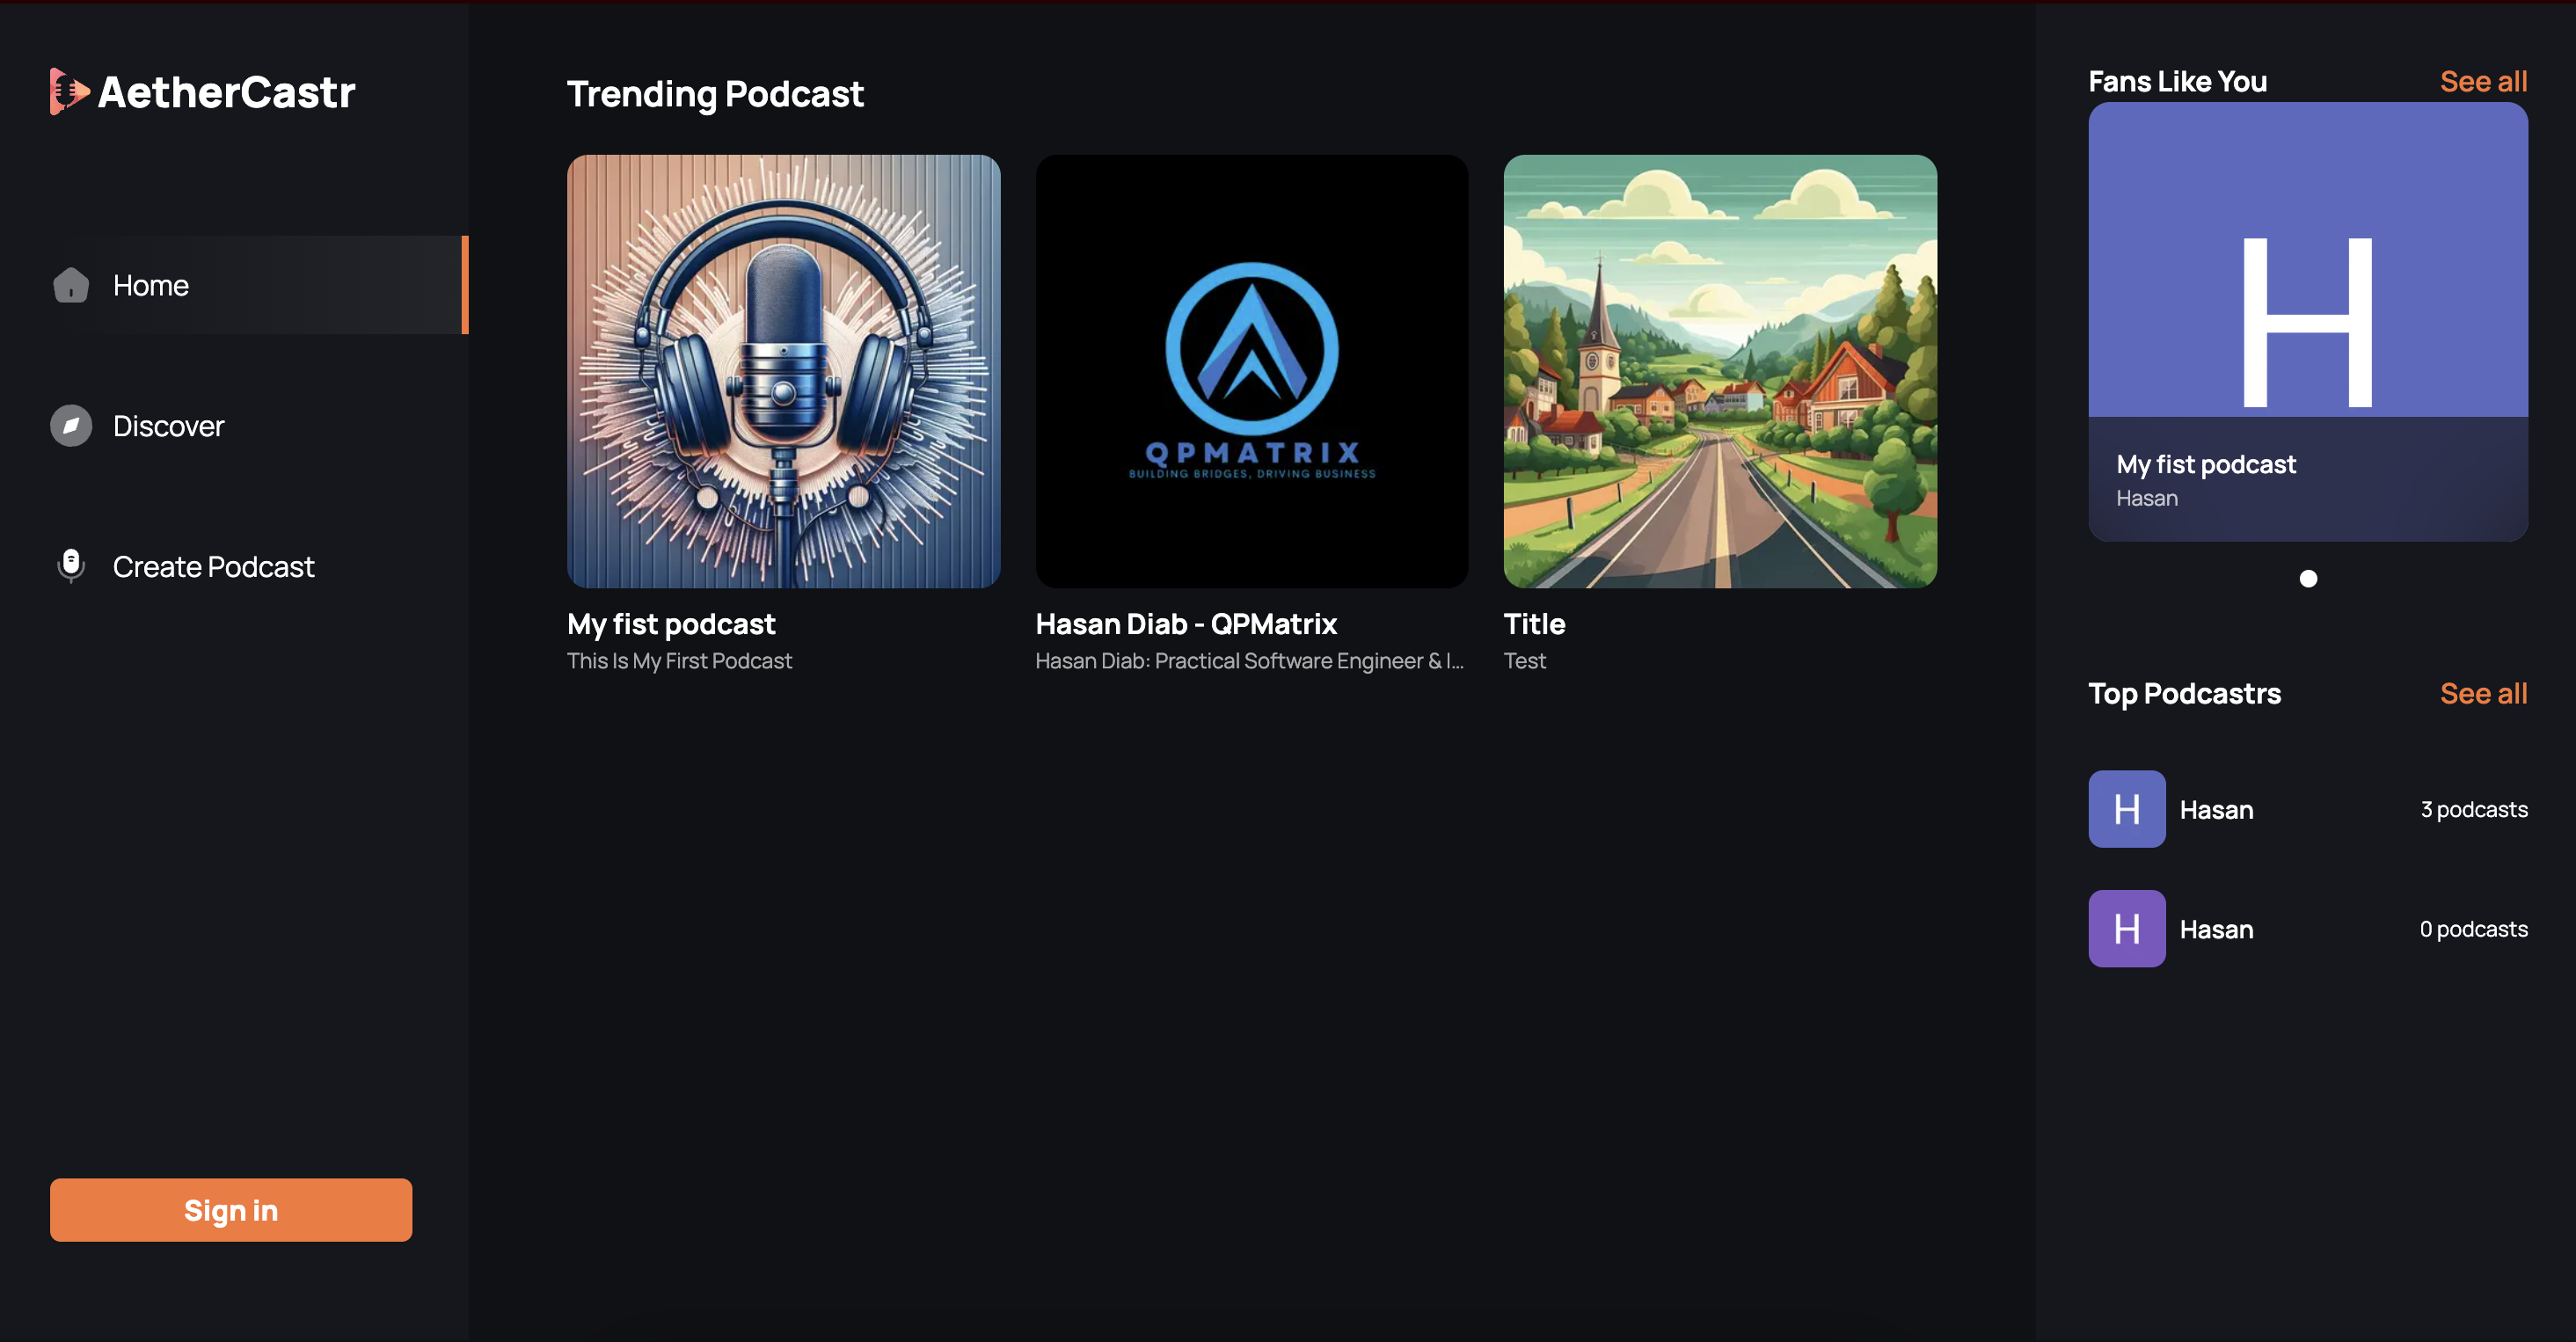 AetherCastr
Home
Discover
Create Podcast
Sign in
Trending Podcast
QPMATRIX
BUILDING BRIDGES, DRIVING BUSINESS
My fist podcast
This Is My First Podcast
Hasan Diab - QPMatrix
Hasan Diab: Practical Software Engineer & I...
Title
Test
Fans Like You
See all
H
My fist podcast
Hasan
Top Podcastrs
See all
H
Hasan
3 podcasts
H
Hasan
0 podcasts